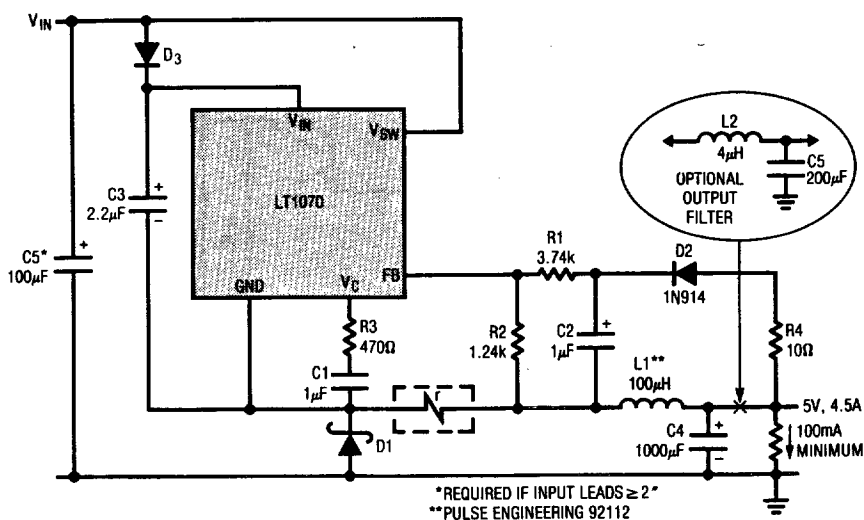 VIN
D3
VIN
VSW
L2
4µH
C5
200µF
OPTIONAL
OUTPUT
FILTER
C3
2.2µF
+
−
LT1070
C5*
100µF
+
R1
3.74k
D2
1N914
GND
VC
FB
R3
470Ω
R2
1.24k
C2
1µF
+
R4
10Ω
C1
1µF
r
L1**
100µH
5V, 4.5A
D1
C4
1000µF
+
−
100mA
MINIMUM
*REQUIRED IF INPUT LEADS ≥ 2"
**PULSE ENGINEERING 92112